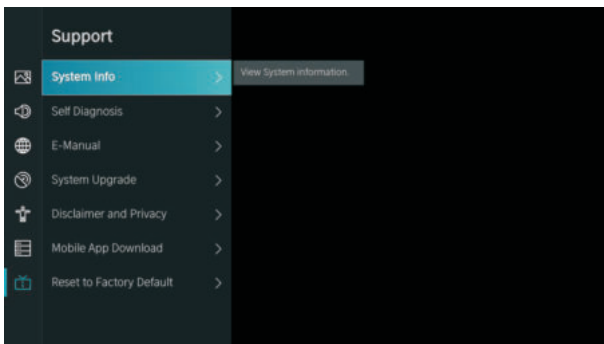 Support
System Info
View System information.
Self Diagnosis
E-Manual
System Upgrade
Disclaimer and Privacy
Mobile App Download
Reset to Factory Default